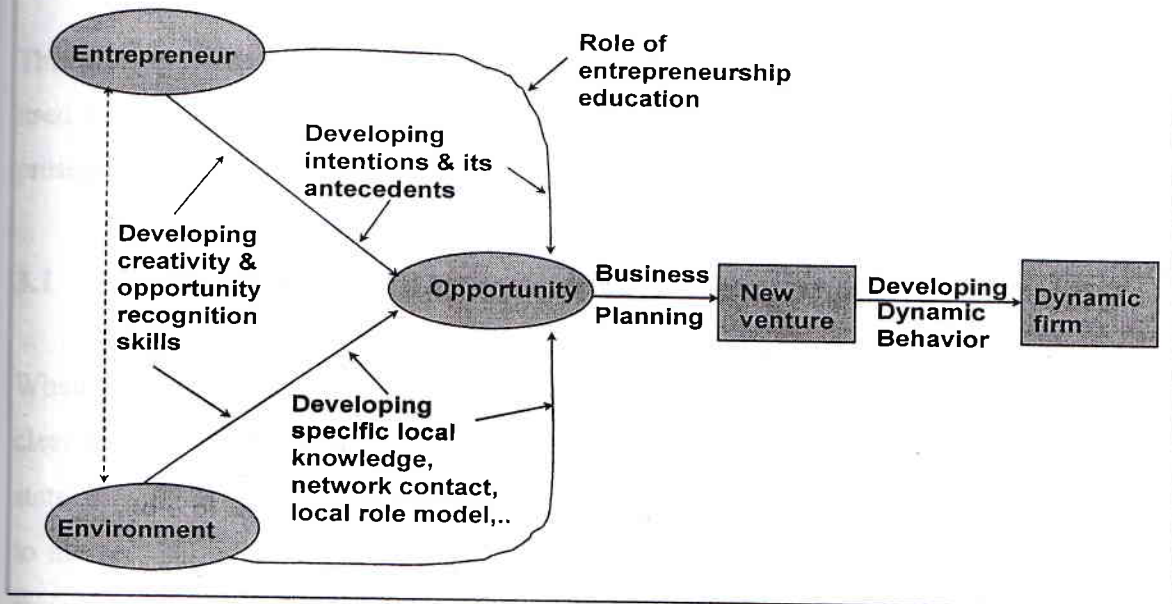 Entrepreneur
Role of
entrepreneurship
education
Developing
intentions & its
antecedents
Developing
creativity &
opportunity
recognition
skills
Opportunity
Business
Planning
New
venture
Developing
Dynamic
Behavior
Dynamic
firm
Developing
specific local
knowledge,
network contact,
local role model,..
Environment